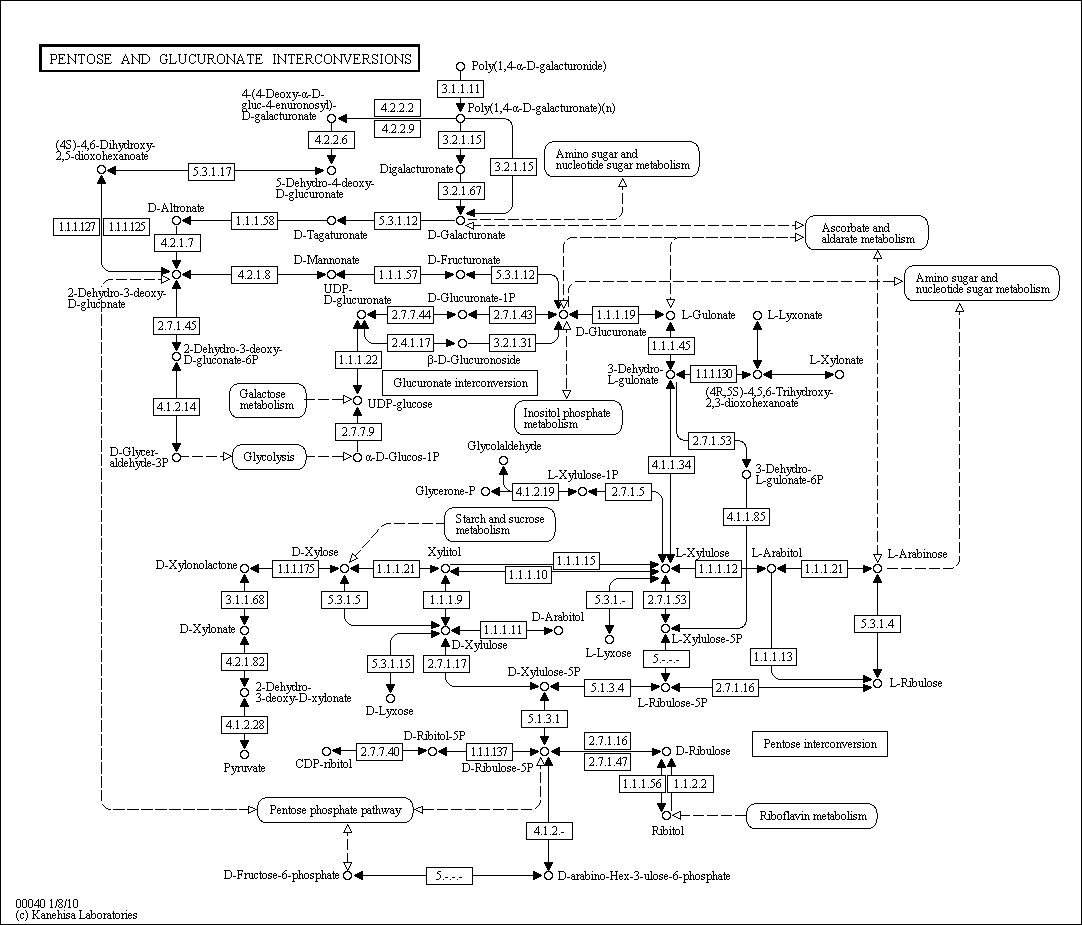 PENTOSE AND GLUCURONATE INTERCONVERSIONS
Poly(1,4-α-D-galacturonide)
3.1.1.11
4-(4-Deoxy-α-D-
gluc-4-enuronosyl)-
D-galacturonate
4.2.2.2
Poly(1,4-α-D-galacturonate)(n)
4.2.2.9
4.2.2.6
3.2.1.15
(4S)-4,6-Dihydroxy-
2,5-dioxohexanoate
Amino sugar and
nucleotide sugar metabolism
3.2.1.15
5.3.1.17
Digalacturonate
5-Dehydro-4-deoxy-
D-glucuronate
3.2.1.67
D-Altronate
1.1.1.127
1.1.1.125
1.1.1.58
5.3.1.12
D-Tagaturonate
D-Galacturonate
Ascorbate and
aldarate metabolism
4.2.1.7
D-Mannonate
D-Fructuronate
4.2.1.8
1.1.1.57
5.3.1.12
Amino sugar and
nucleotide sugar metabolism
2-Dehydro-3-deoxy-
D-gluconate
UDP-
D-glucuronate
D-Glucuronate-1P
2.7.7.44
2.7.1.43
1.1.1.19
L-Gulonate
L-Lyxonate
D-Glucuronate
2.7.1.45
2.4.1.17
3.2.1.31
1.1.1.45
2-Dehydro-3-deoxy-
D-gluconate-6P
1.1.1.22
β-D-Glucuronoside
L-Xylonate
3-Dehydro-
L-gulonate
1.1.1.130
Glucuronate interconversion
(4R,5S)-4,5,6-Trihydroxy-
2,3-dioxohexanoate
Galactose
metabolism
UDP-glucose
4.1.2.14
Inositol phosphate
metabolism
2.7.7.9
2.7.1.53
D-Glycer-
aldehyde-3P
Glycolysis
α-D-Glucos-1P
Glycolaldehyde
4.1.1.34
3-Dehydro-
L-gulonate-6P
L-Xylulose-1P
Glycerone-P
4.1.2.19
2.7.1.5
4.1.1.85
Starch and sucrose
metabolism
D-Xylose
Xylitol
L-Xylulose
L-Arabitol
L-Arabinose
D-Xylonolactone
1.1.1.175
1.1.1.21
1.1.1.15
1.1.1.10
1.1.1.12
1.1.1.21
3.1.1.68
5.3.1.5
1.1.1.9
5.3.1.-
2.7.1.53
D-Arabitol
5.3.1.4
D-Xylonate
1.1.1.11
D-Xylulose
L-Xylulose-5P
L-Lyxose
4.2.1.82
5.3.1.15
2.7.1.17
5.-.-.-
1.1.1.13
D-Xylulose-5P
2-Dehydro-
3-deoxy-D-xylonate
5.1.3.4
2.7.1.16
L-Ribulose
L-Ribulose-5P
D-Lyxose
4.1.2.28
5.1.3.1
D-Ribitol-5P
2.7.1.16
Pentose interconversion
2.7.7.40
1.1.1.137
D-Ribulose
Pyruvate
CDP-ribitol
D-Ribulose-5P
2.7.1.47
1.1.1.56
1.1.2.2
Pentose phosphate pathway
Riboflavin metabolism
Ribitol
4.1.2.-
D-Fructose-6-phosphate
5.-.-.-
D-arabino-Hex-3-ulose-6-phosphate
00040 1/8/10
(c) Kanehisa Laboratories